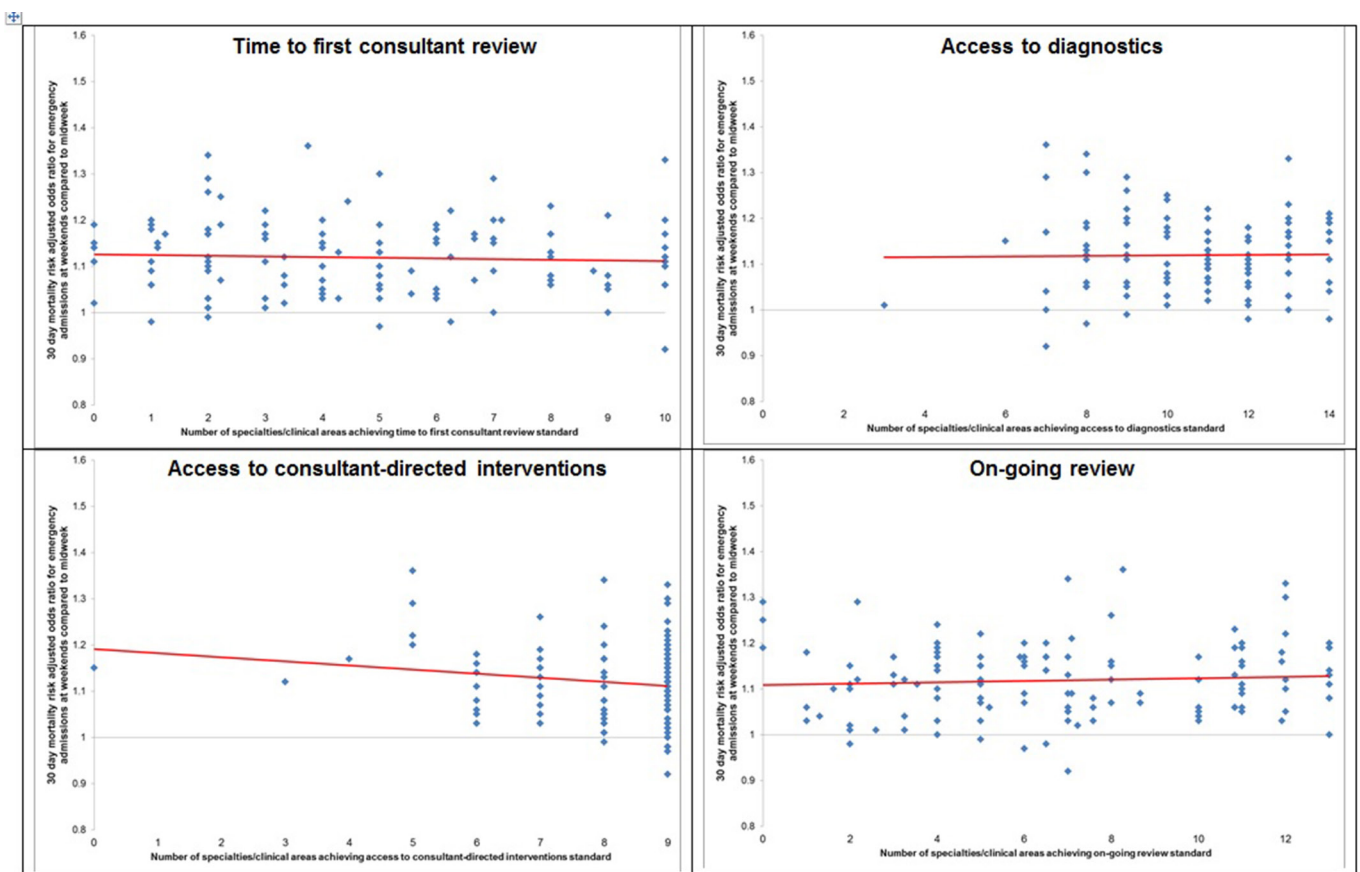 Time to first consultant review
30 day mortality risk adjusted odds ratio for emergency
admissions at weekends compared to midweek
1.6
1.5
1.4
1.3
1.2
1.1
1
0.9
0.8
0 1 2 3 4 5 6 7 8 9 10
Number of specialties/clinical areas achieving time to first consultant review standard
Access to diagnostics
30 day mortality risk adjusted odds ratio for emergency
admissions at weekends compared to midweek
1.6
1.5
1.4
1.3
1.2
1.1
1
0.9
0.8
0 2 4 6 8 10 12 14
Number of specialties/clinical areas achieving access to diagnostics standard
Access to consultant-directed interventions
30 day mortality risk adjusted odds ratio for emergency
admissions at weekends compared to midweek
1.6
1.5
1.4
1.3
1.2
1.1
1
0.9
0.8
0 1 2 3 4 5 6 7 8 9
Number of specialties/clinical areas achieving access to consultant-directed interventions standard
On-going review
30 day mortality risk adjusted odds ratio for emergency
admissions at weekends compared to midweek
1.6
1.5
1.4
1.3
1.2
1.1
1
0.9
0.8
0 2 4 6 8 10 12
Number of specialties/clinical areas achieving on-going review standard